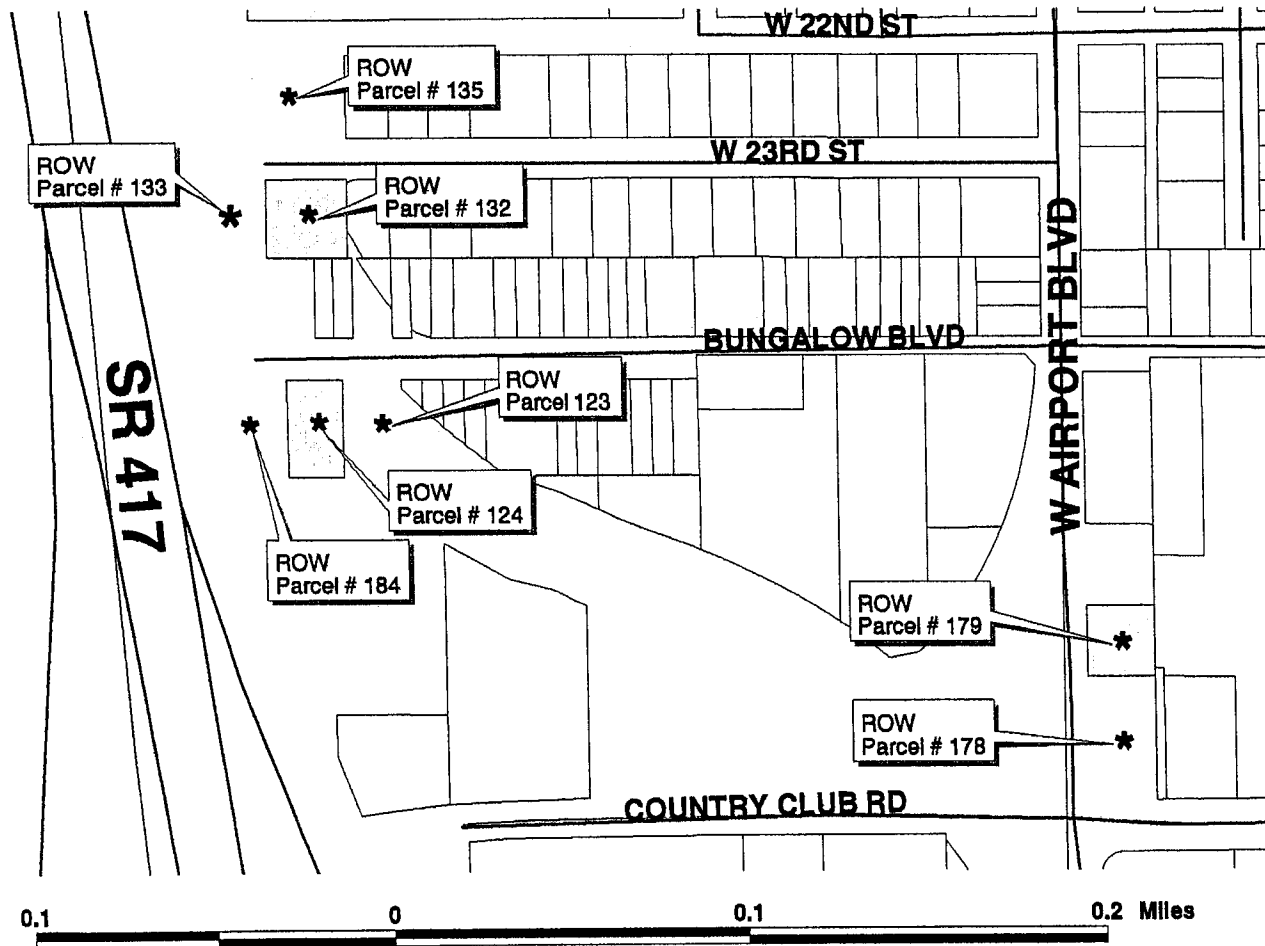 W 22ND ST
ROW
Parcel # 135
W 23RD ST
ROW
Parcel # 133
ROW
Parcel # 132
W AIRPORT BLVD
BUNGALOW BLVD
SR 417
ROW
Parcel 123
ROW
Parcel # 124
ROW
Parcel # 184
ROW
Parcel # 179
ROW
Parcel # 178
COUNTRY CLUB RD
0.1 0 0.1 0.2 Miles